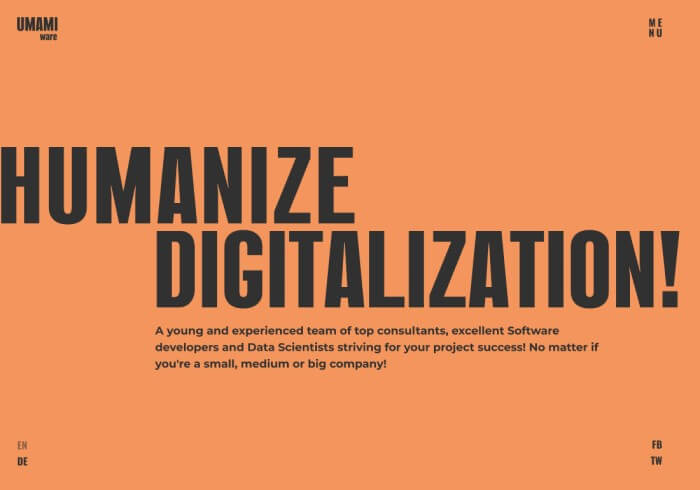 UMAMI
ware
ME
NU
HUMANIZE
DIGITALIZATION!
A young and experienced team of top consultants, excellent Software
developers and Data Scientists striving for your project success! No matter if
you're a small, medium or big company!
EN
DE
FB
TW